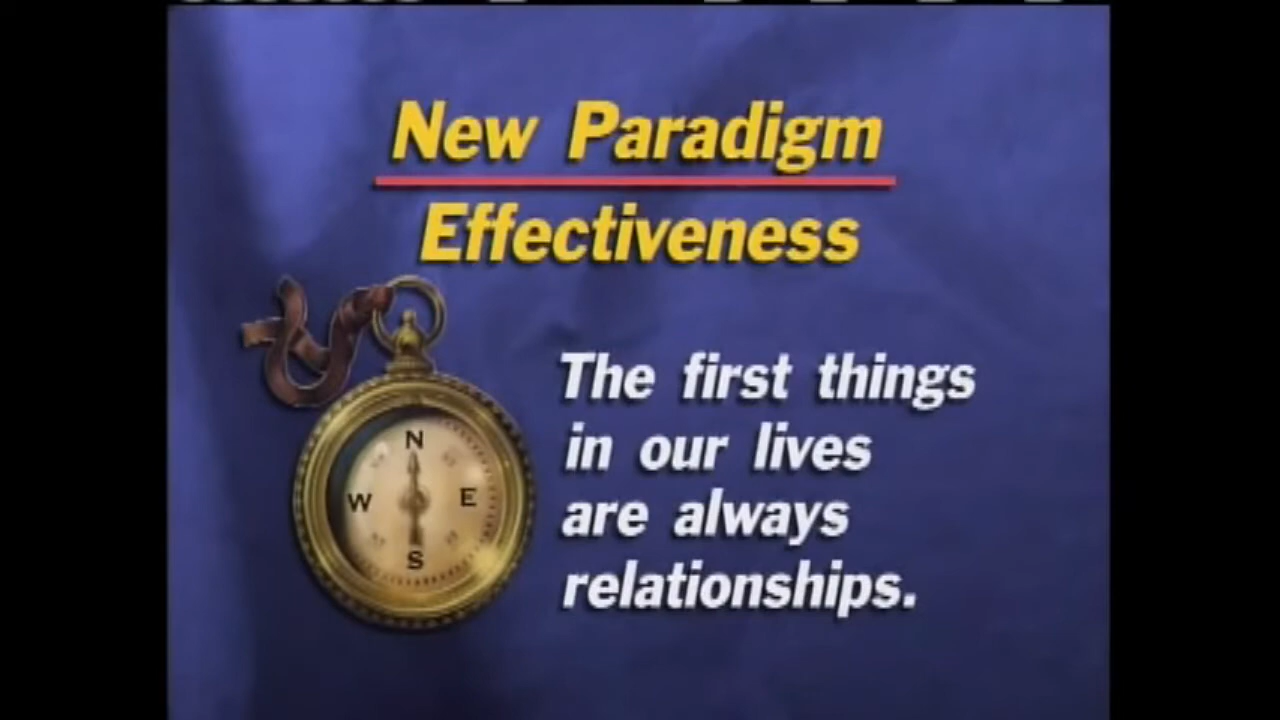 New Paradigm
Effectiveness
The first things
in our lives
are always
relationships.
N
W
E
S